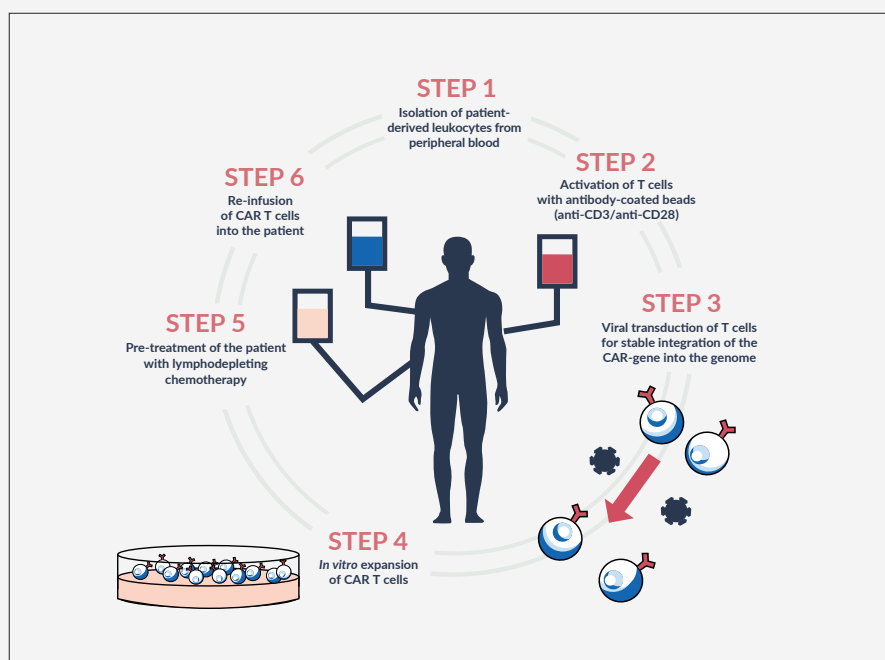 STEP 1
Isolation of patient-
derived leukocytes from
peripheral blood
STEP 2
Activation of T cells
with antibody-coated beads
(anti-CD3/anti-CD28)
STEP 3
Viral transduction of T cells
for stable integration of the
CAR-gene into the genome
STEP 4
In vitro expansion
of CAR T cells
STEP 5
Pre-treatment of the patient
with lymphodepleting
chemotherapy
STEP 6
Re-infusion
of CAR T cells
into the patient